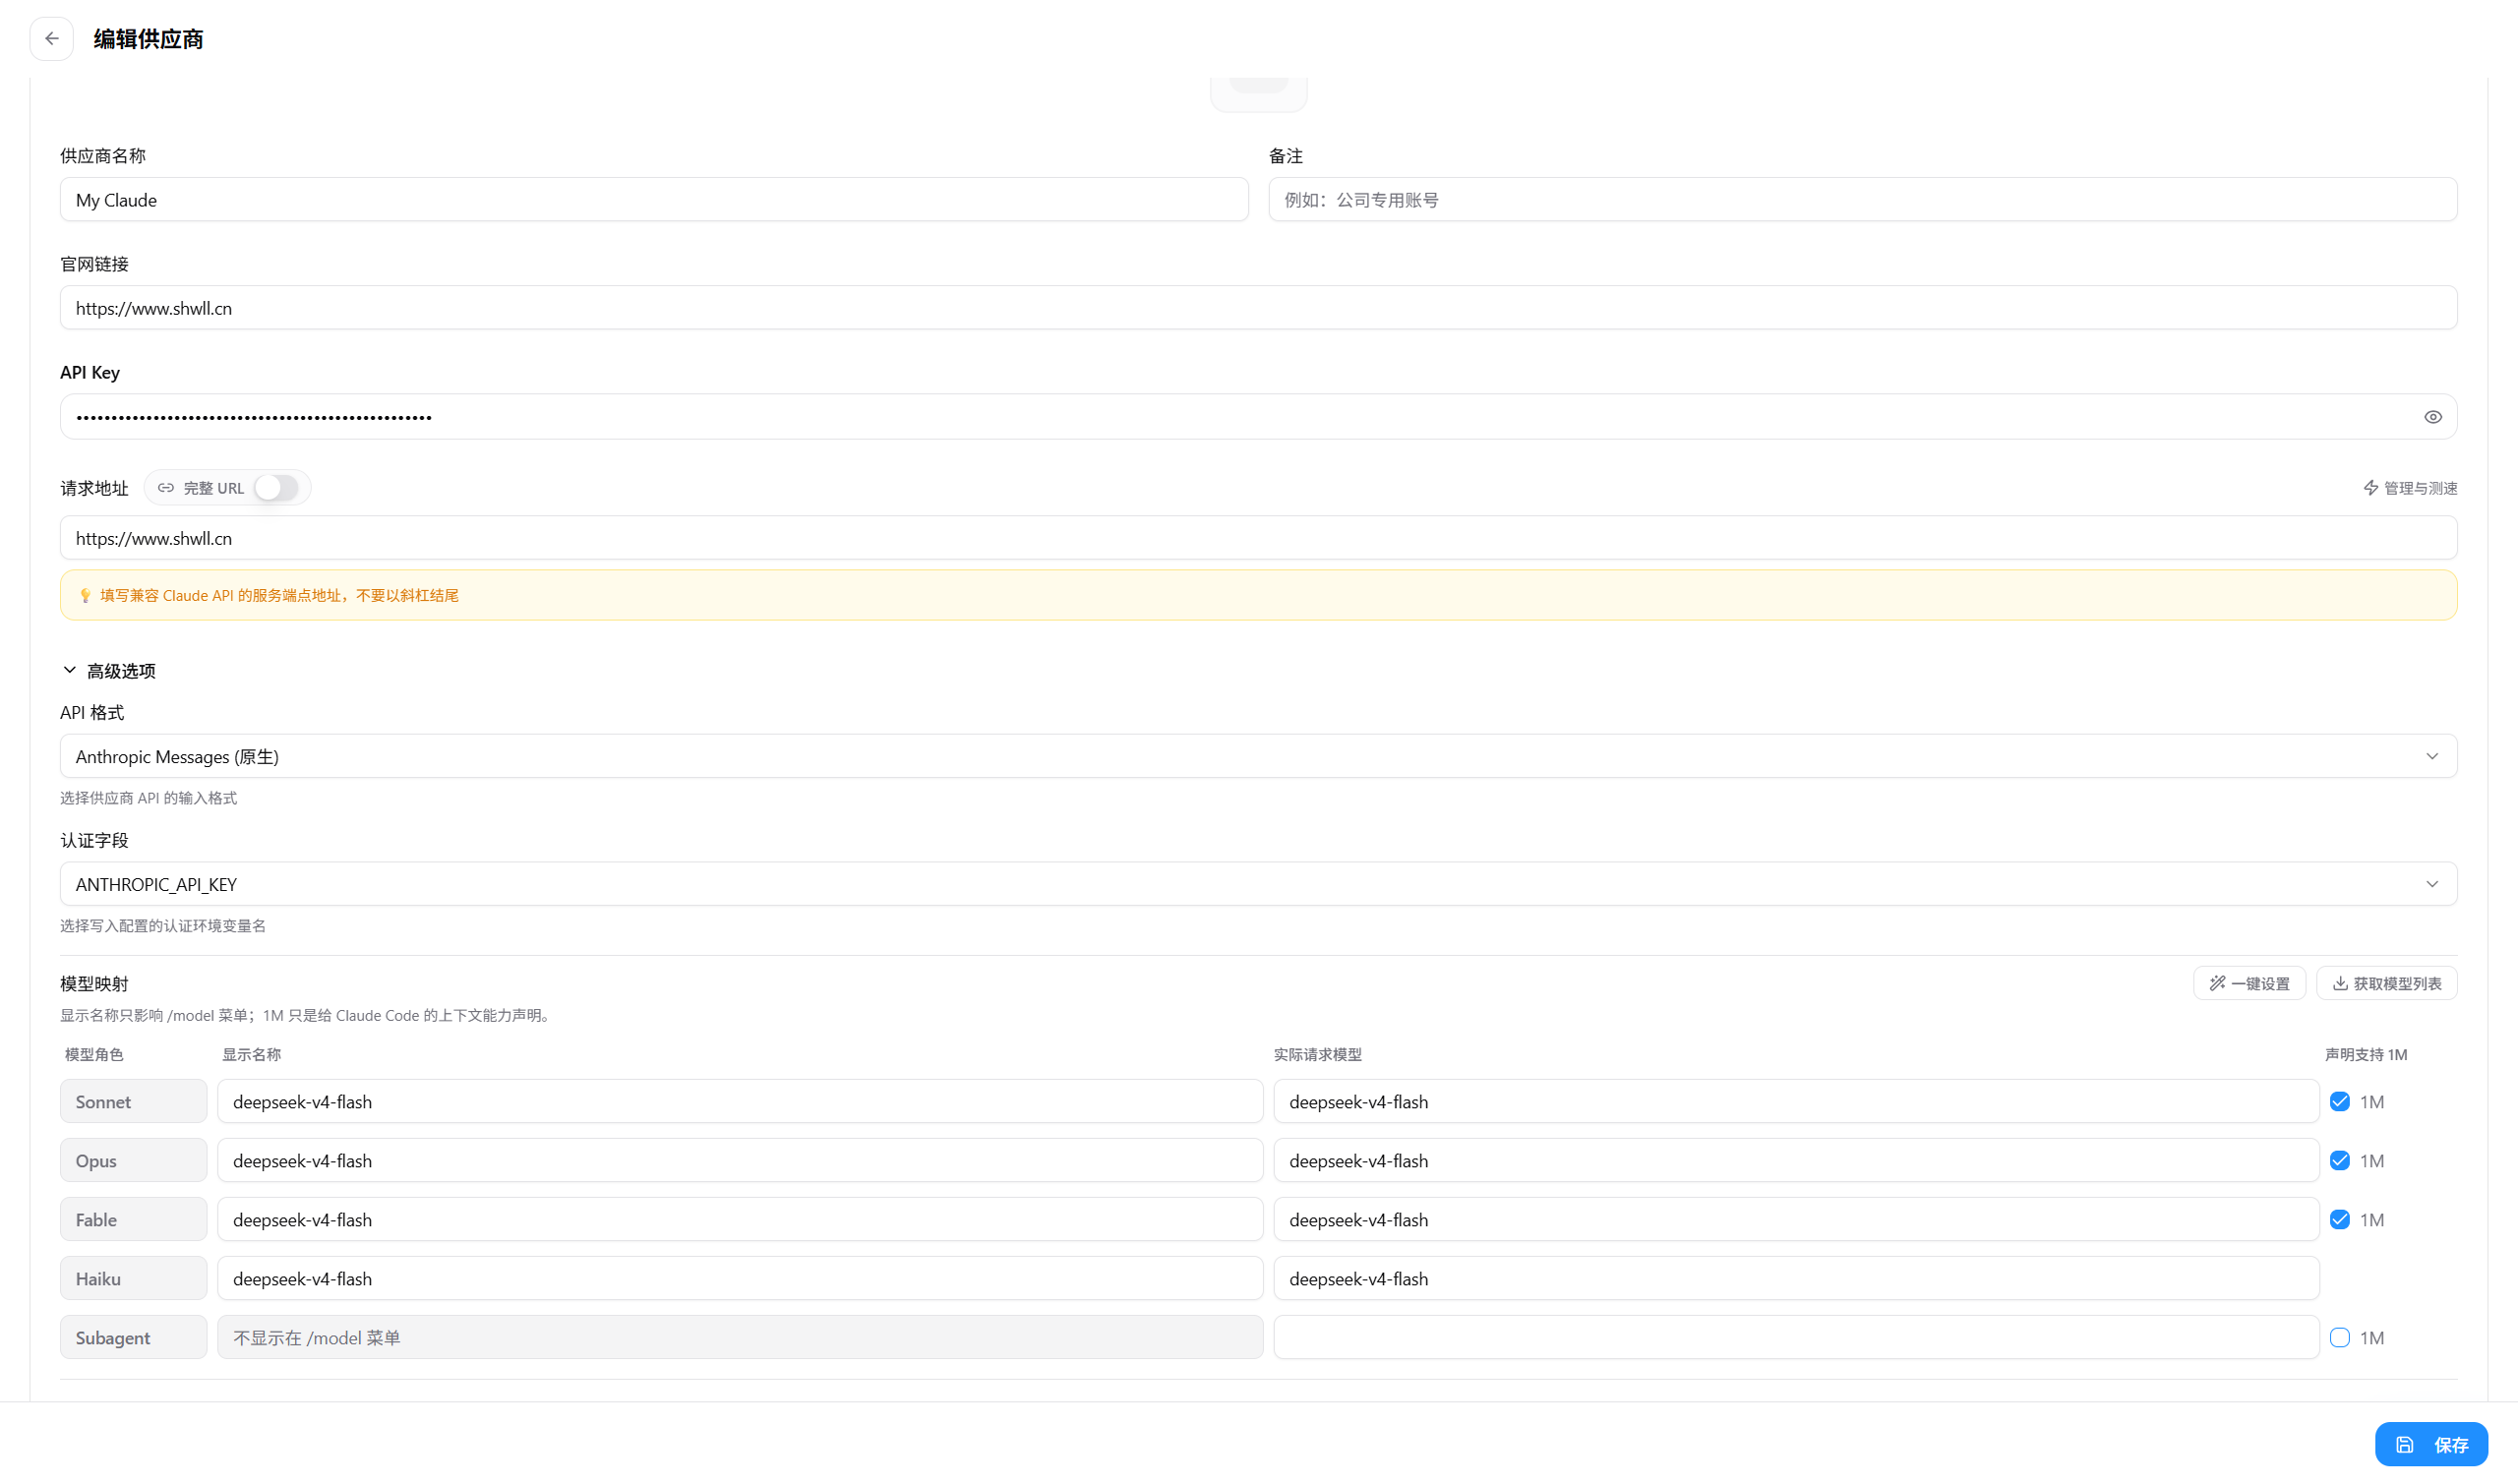 编辑供应商
供应商名称
备注
My Claude
例如：公司专用账号
官网链接
https://www.shwll.cn
API Key
••••••••••••••••••••••••••••••••••••••••••••••••••••
请求地址
完整 URL
管理与测速
https://www.shwll.cn
💡 填写兼容 Claude API 的服务端点地址，不要以斜杠结尾
高级选项
API 格式
Anthropic Messages (原生)
选择供应商 API 的输入格式
认证字段
ANTHROPIC_API_KEY
选择写入配置的认证环境变量名
模型映射
一键设置
获取模型列表
显示名称只影响 /model 菜单；1M 只是给 Claude Code 的上下文能力声明。
模型角色
显示名称
实际请求模型
声明支持 1M
Sonnet
deepseek-v4-flash
deepseek-v4-flash
1M
Opus
deepseek-v4-flash
deepseek-v4-flash
1M
Fable
deepseek-v4-flash
deepseek-v4-flash
1M
Haiku
deepseek-v4-flash
deepseek-v4-flash
Subagent
不显示在 /model 菜单
1M
保存